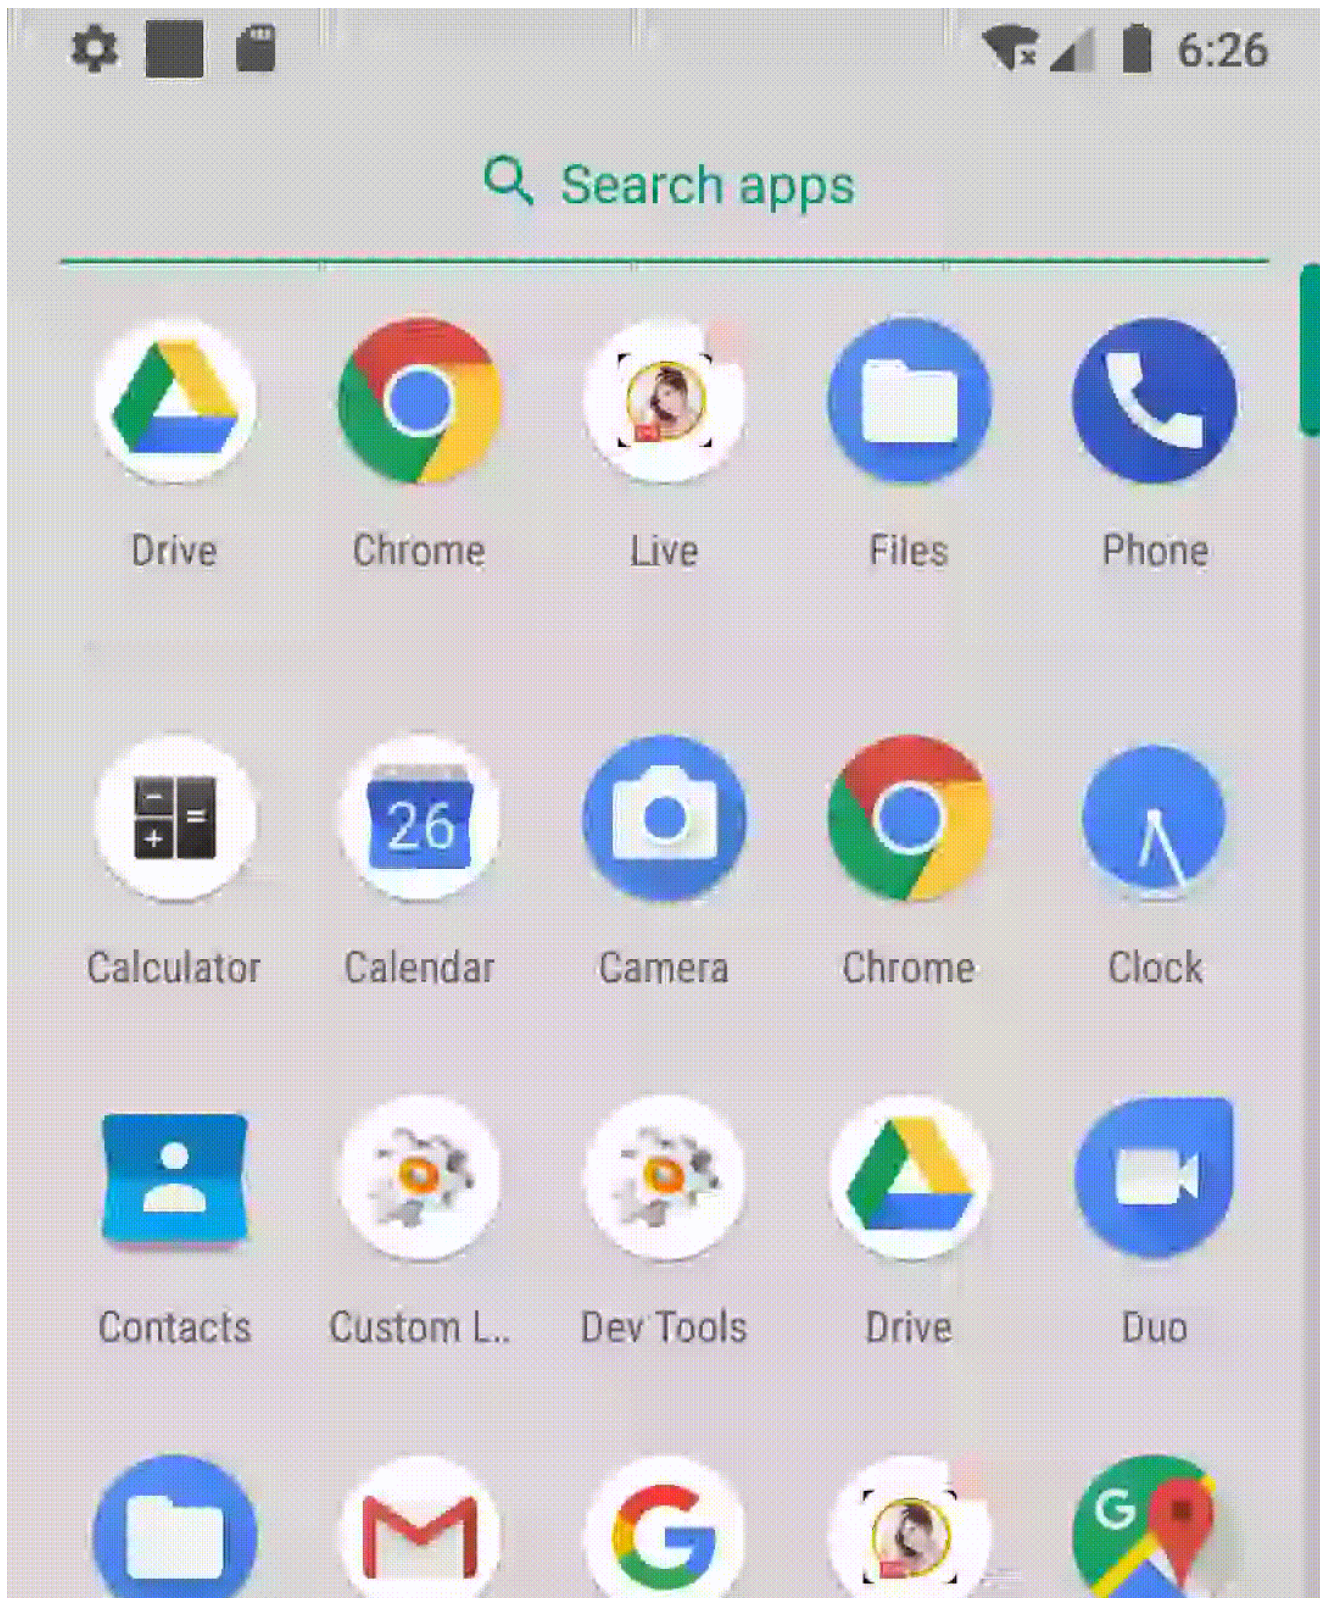 6:26
Search apps
Drive Chrome Live Files Phone
26
Calculator Calendar Camera Chrome Clock
Contacts Custom L.. Dev Tools Drive Duo
G G